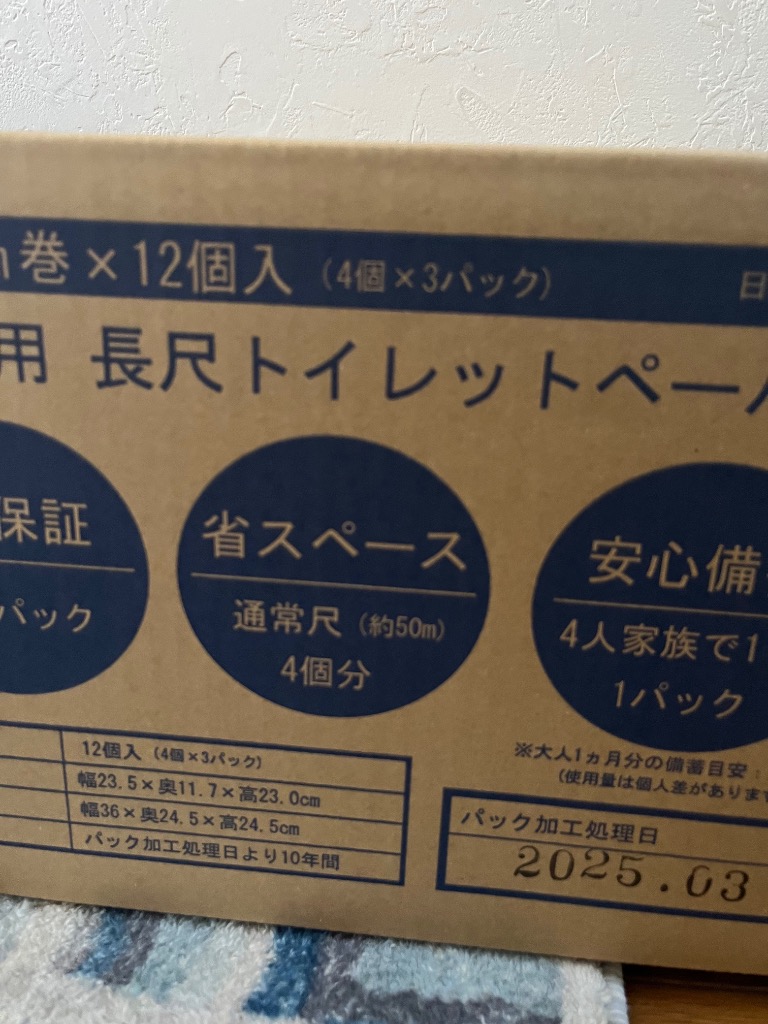 巻×12個入（4個×3パック）
日
用 長尺トイレットペー
保証
パック
省スペース
通常尺（約50m）
4個分
安心備
4人家族で1
1パック
※大人1ヵ月分の備蓄目安：
（使用量は個人差があります
12個入（4個×3パック）
幅23.5×奥11.7×高23.0cm
幅36×奥24.5×高24.5cm
パック加工処理日より10年間
パック加工処理日
2025.03